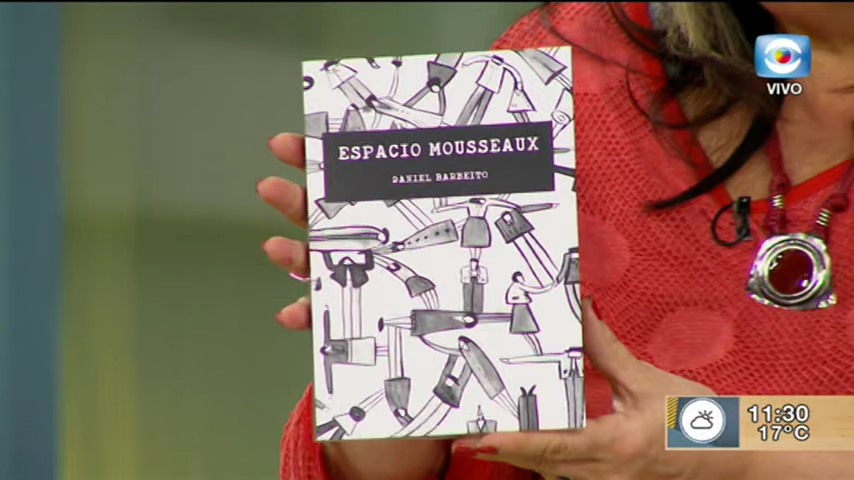 VIVO
ESPACIO MOUSSEAUX
DANIEL BARBEITO
11:30
17°C